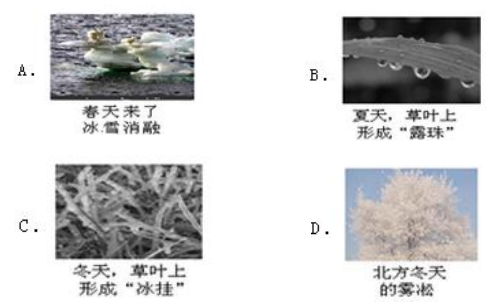 A.
春天来了
冰雪消融
B.
夏天，草叶上
形成“露珠”
C.
冬天，草叶上
形成“冰挂”
D.
北方冬天
的雾凇